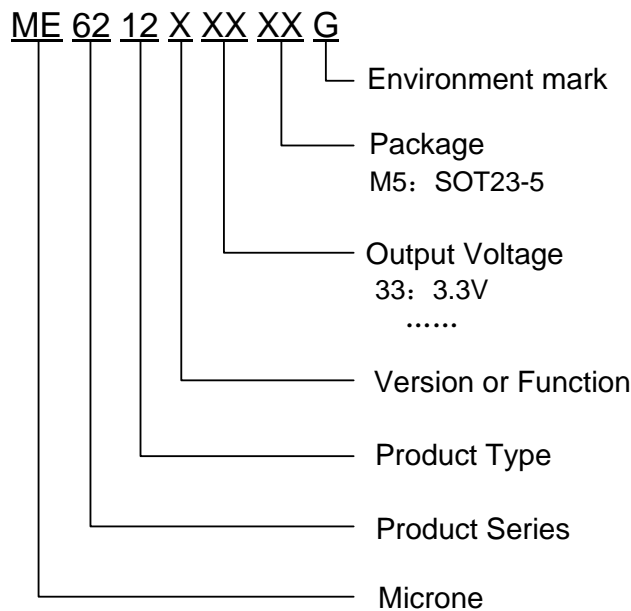 ME 62 12 X XX XX G
Environment mark
Package
M5：SOT23-5
Output Voltage
33：3.3V
……
Version or Function
Product Type
Product Series
Microne